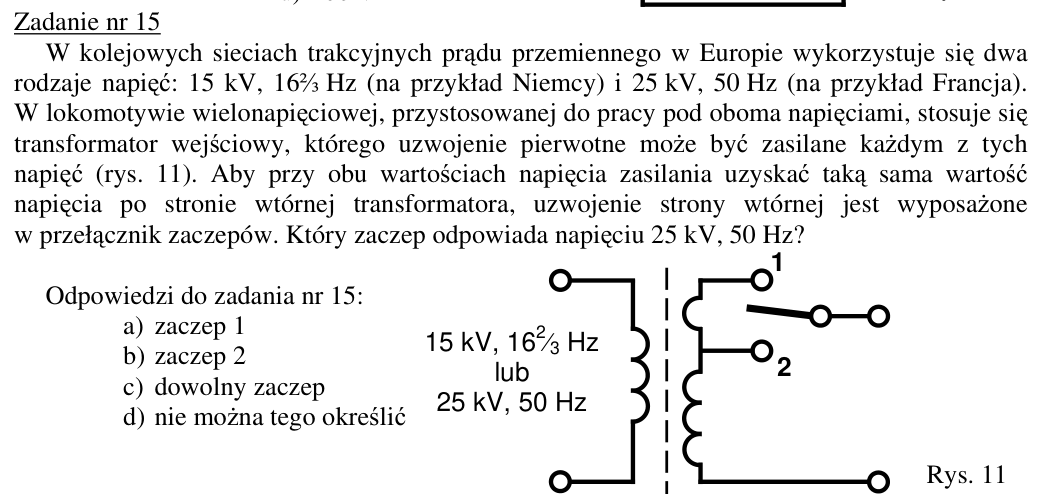 Zadanie nr 15
W kolejowych sieciach trakcyjnych prądu przemiennego w Europie wykorzystuje się dwa
rodzaje napięć: 15 kV, 16⅔ Hz (na przykład Niemcy) i 25 kV, 50 Hz (na przykład Francja).
W lokomotywie wielonapięciowej, przystosowanej do pracy pod oboma napięciami, stosuje się
transformator wejściowy, którego uzwojenie pierwotne może być zasilane każdym z tych
napięć (rys. 11). Aby przy obu wartościach napięcia zasilania uzyskać taką sama wartość
napięcia po stronie wtórnej transformatora, uzwojenie strony wtórnej jest wyposażone
w przełącznik zaczepów. Który zaczep odpowiada napięciu 25 kV, 50 Hz?
Odpowiedzi do zadania nr 15:
a) zaczep 1
b) zaczep 2
c) dowolny zaczep
d) nie można tego określić
15 kV, 16⅔ Hz
lub
25 kV, 50 Hz
1
2
Rys. 11